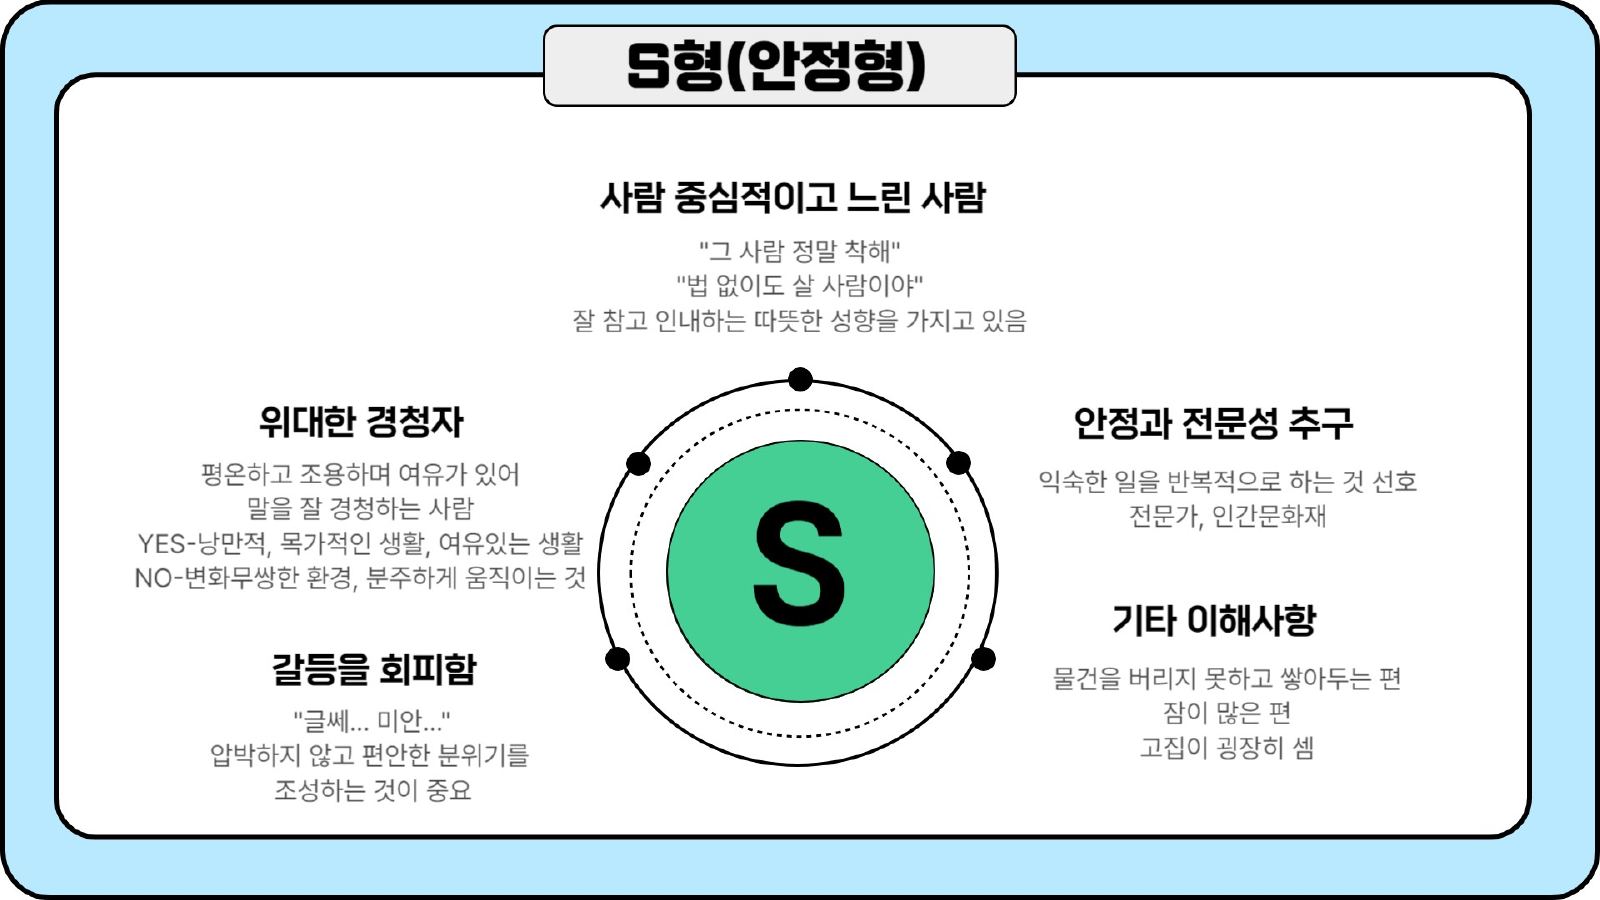 S형(안정형)
사람 중심적이고 느린 사람
"그 사람 정말 착해"
"법 없이도 살 사람이야"
잘 참고 인내하는 따뜻한 성향을 가지고 있음
위대한 경청자
평온하고 조용하며 여유가 있어
말을 잘 경청하는 사람
YES-낭만적, 목가적인 생활, 여유있는 생활
NO-변화무쌍한 환경, 분주하게 움직이는 것
갈등을 회피함
"글쎄... 미안..."
압박하지 않고 편안한 분위기를
조성하는 것이 중요
S
안정과 전문성 추구
익숙한 일을 반복적으로 하는 것 선호
전문가, 인간문화재
기타 이해사항
물건을 버리지 못하고 쌓아두는 편
잠이 많은 편
고집이 굉장히 셈